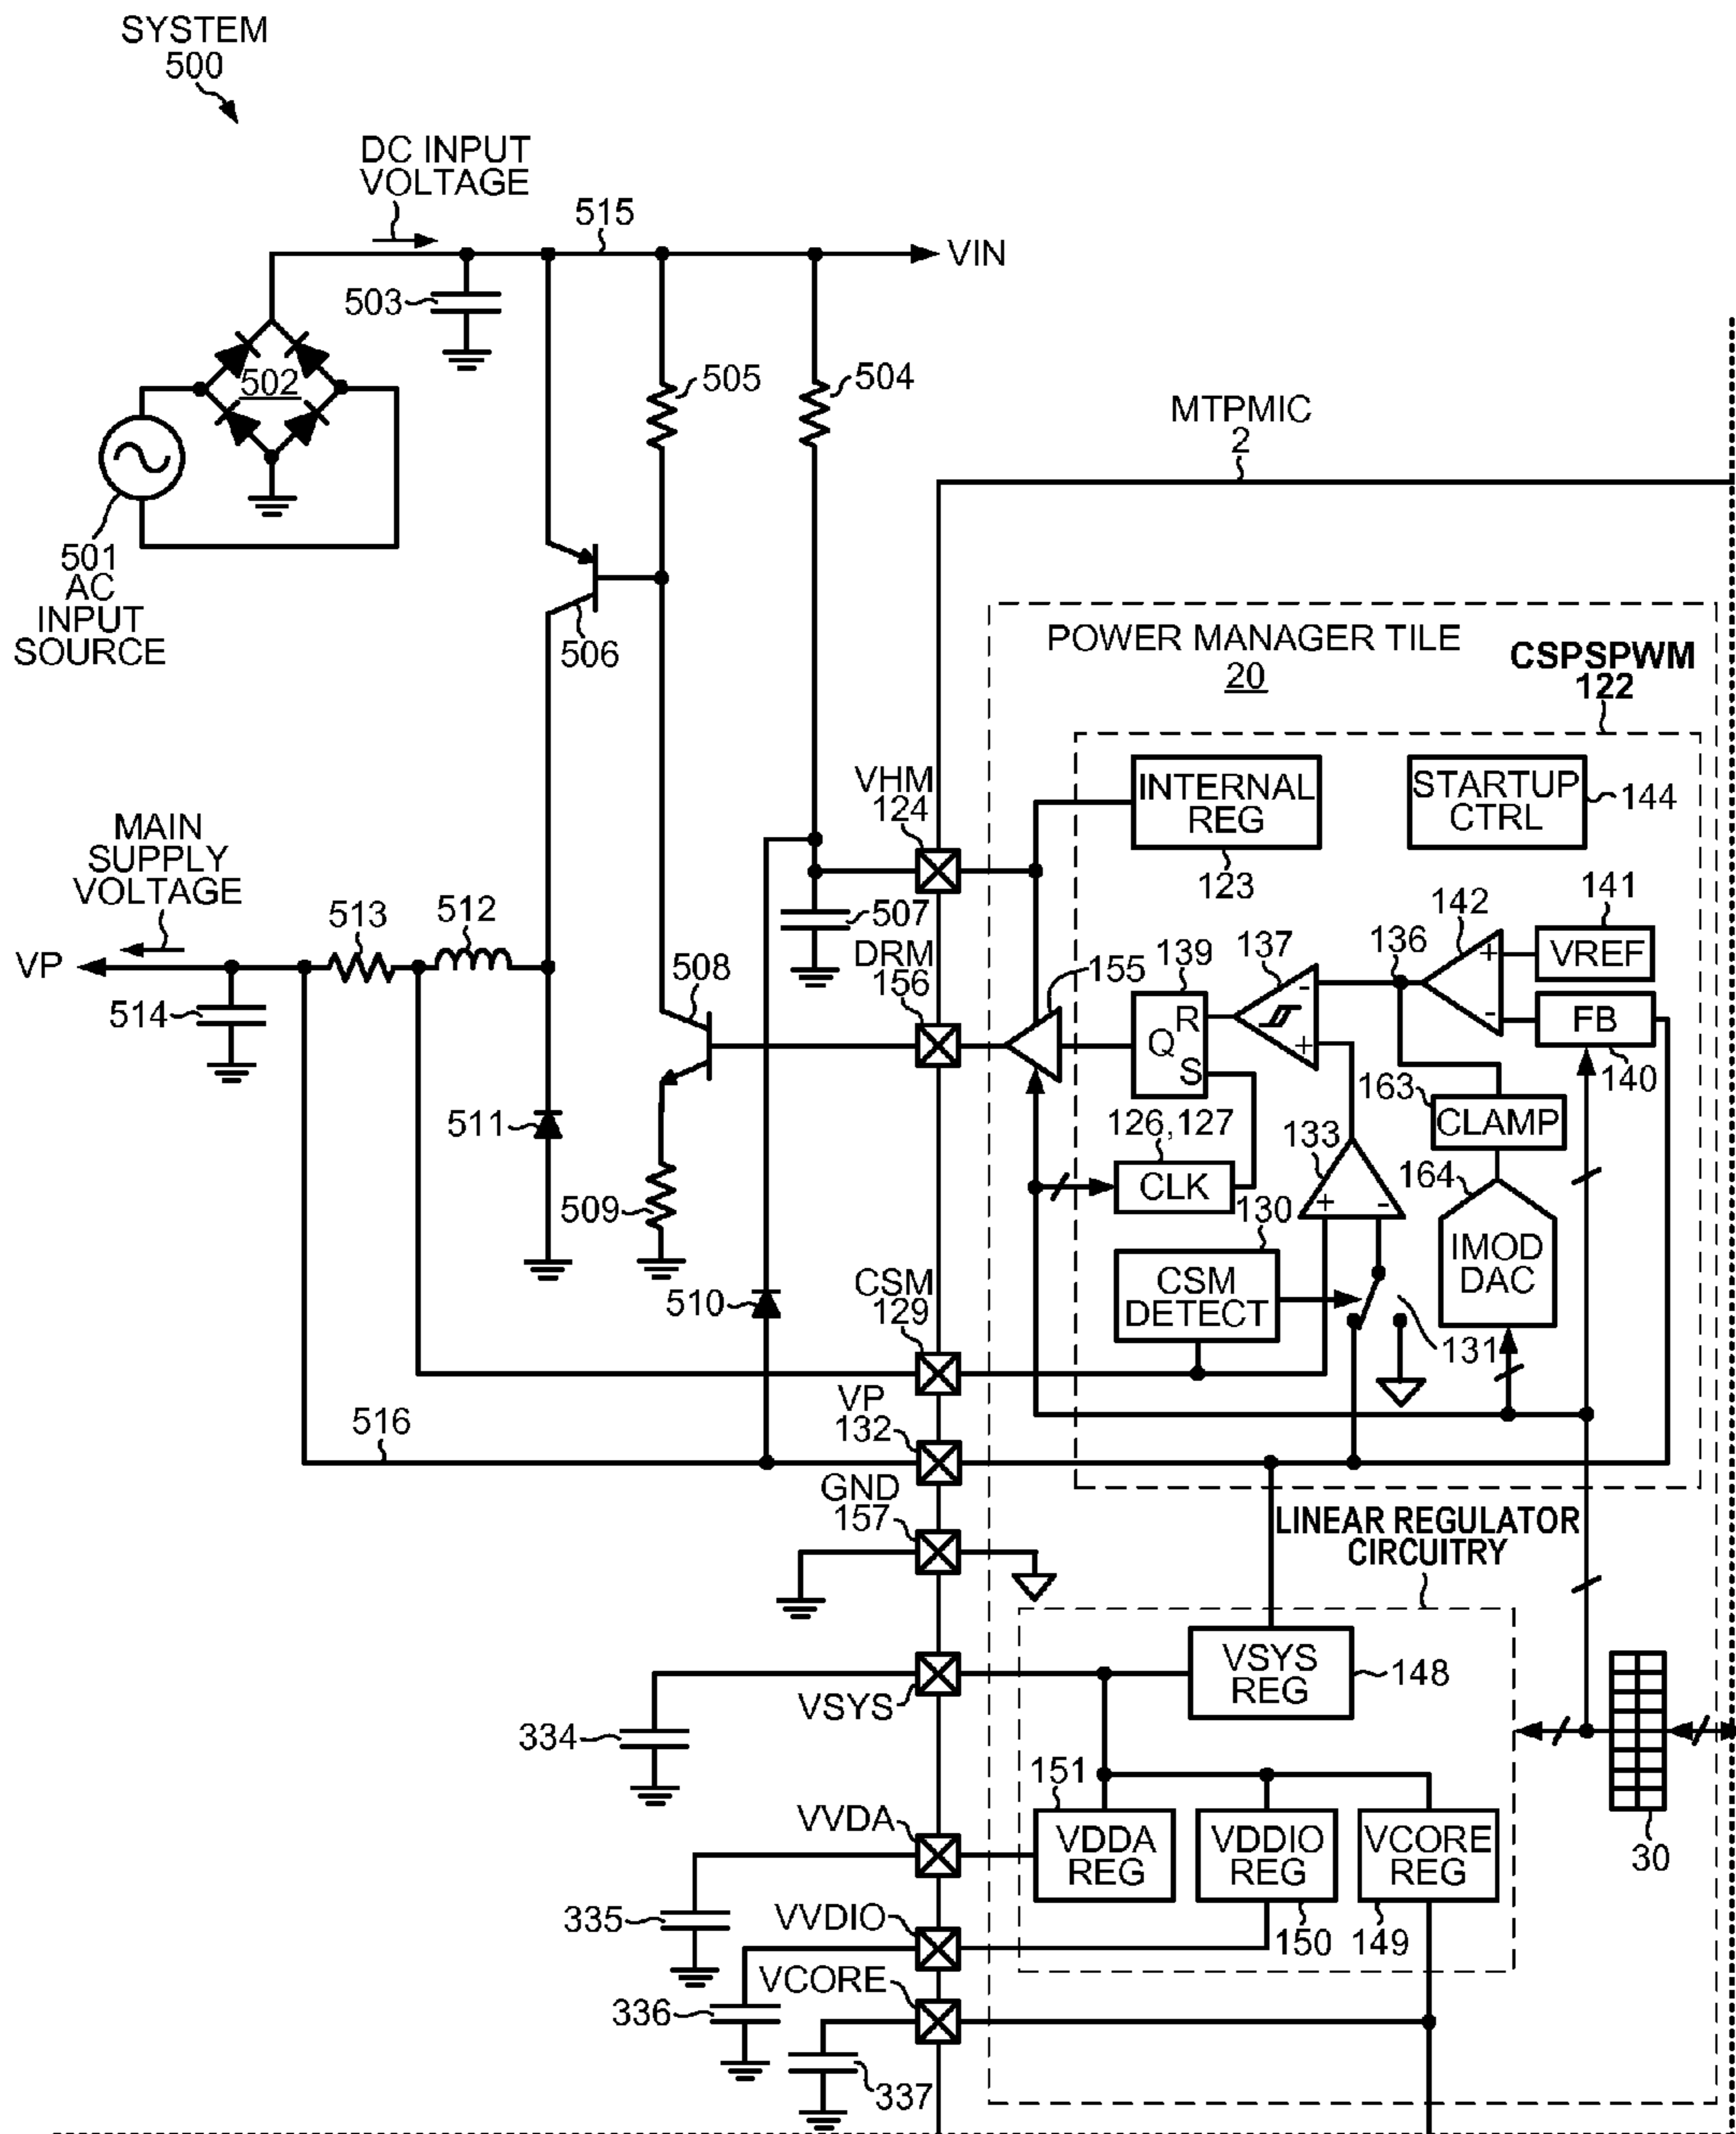 SYSTEM
500
DC INPUT
VOLTAGE
515
VIN
503
502
505
504
501
AC
INPUT
SOURCE
506
MTPMIC
2
POWER MANAGER TILE
20
CSPSPWM
122
VHM
124
INTERNAL
REG
123
STARTUP
CTRL
144
MAIN
SUPPLY
VOLTAGE
513
512
VP
514
507
DRM
156
508
155
139
R
Q
S
137
-
+
136
142
+
-
141
VREF
FB
140
163
CLAMP
126,127
CLK
133
+
-
164
IMOD
DAC
511
509
510
130
CSM
DETECT
131
CSM
129
VP
132
516
GND
157
LINEAR REGULATOR
CIRCUITRY
VSYS
REG
148
VSYS
334
151
VVDA
VDDA
REG
VDDIO
REG
VCORE
REG
30
335
VVDIO
150
149
VCORE
336
337